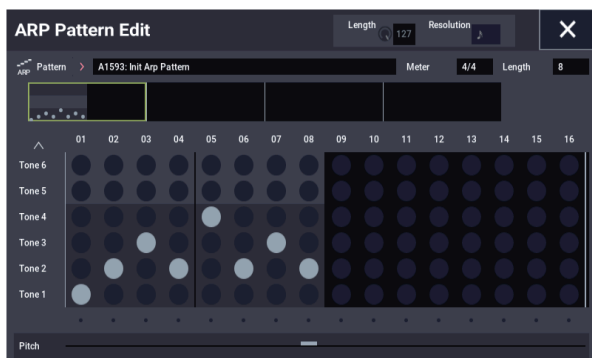 ARP Pattern Edit
Length 127 Resolution
ARP Pattern > A1593: Init Arp Pattern Meter 4/4 Length 8
01 02 03 04 05 06 07 08 09 10 11 12 13 14 15 16
Tone 6
Tone 5
Tone 4
Tone 3
Tone 2
Tone 1
Pitch